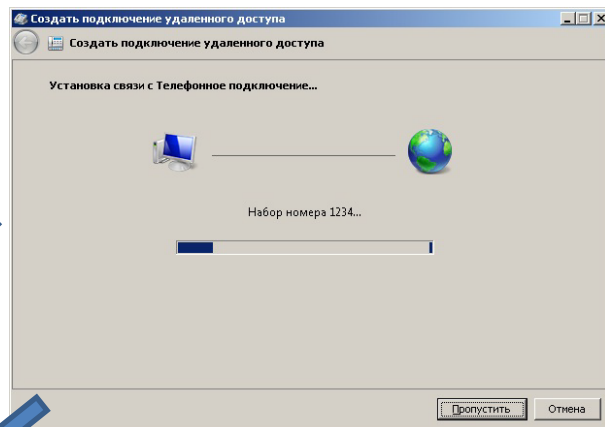 Создать подключение удаленного доступа
Создать подключение удаленного доступа
Установка связи с Телефонное подключение...
Набор номера 1234...
Пропустить
Отмена